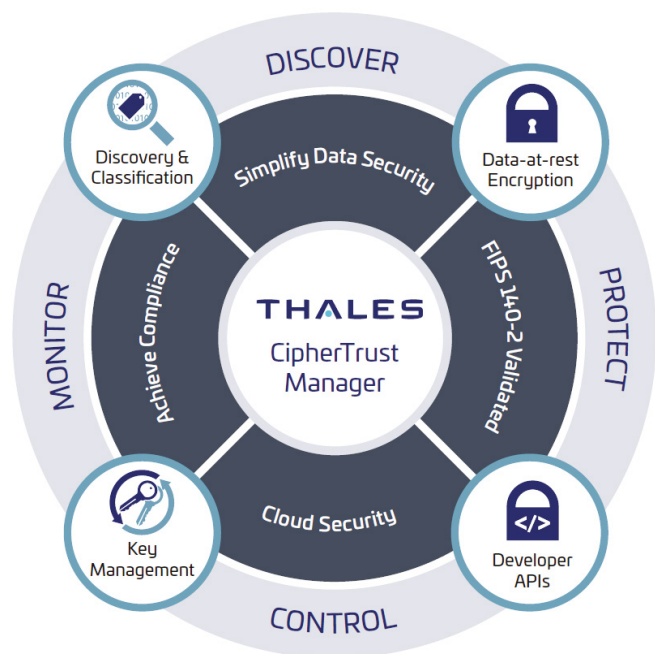 DISCOVER
Discovery &
Classification
Simplify Data Security
Data-at-rest
Encryption
MONITOR
Achieve Compliance
THALES
CipherTrust
Manager
FIPS 140-2 Validated
PROTECT
Key
Management
Cloud Security
</>
Developer
APIs
CONTROL